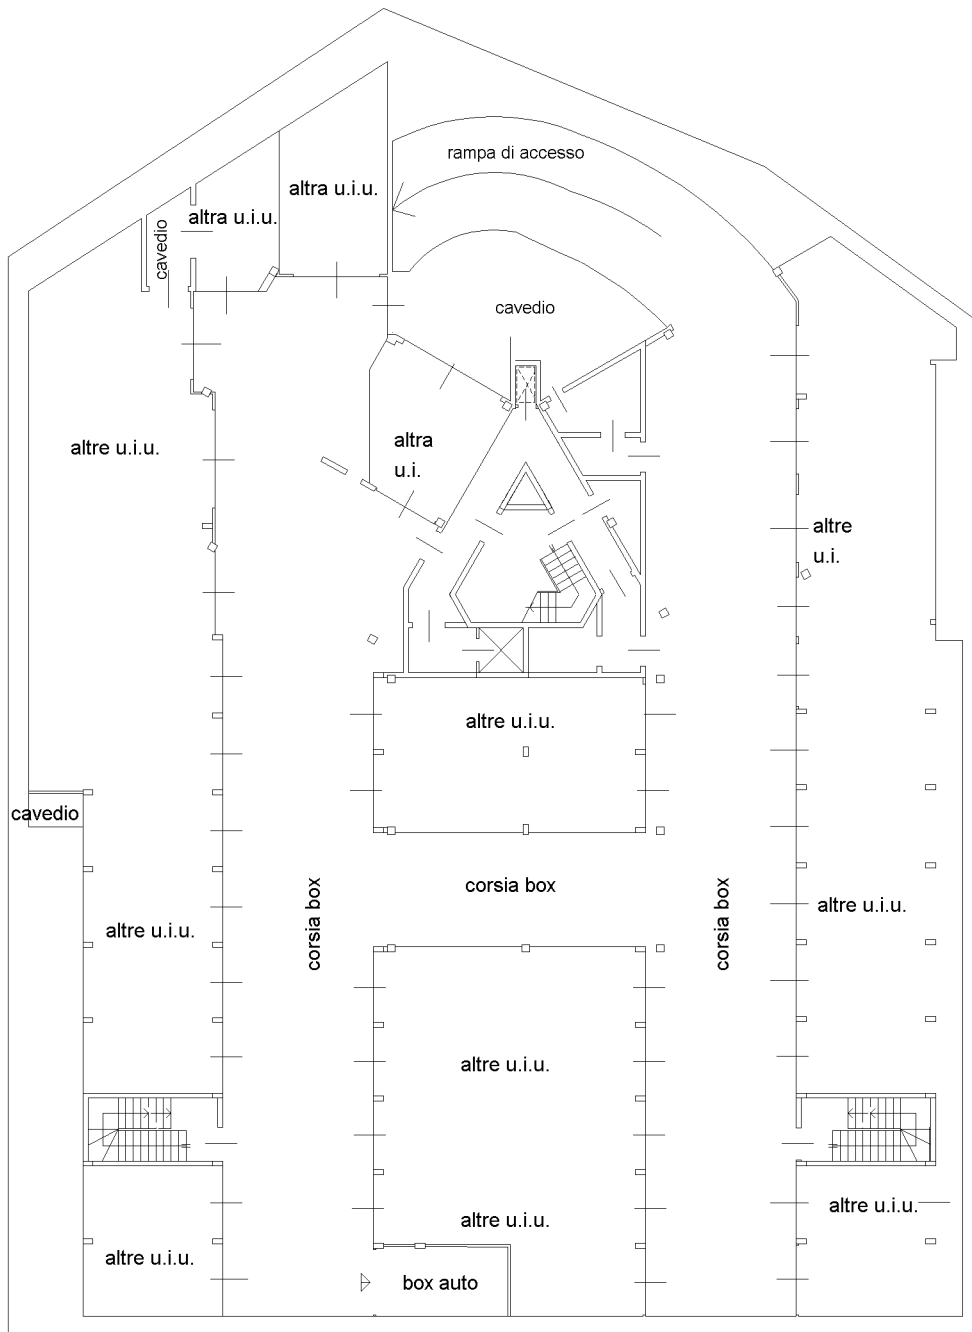 rampa di accesso
altra u.i.u.
altra u.i.u.
cavedio
cavedio
altre u.i.u.
altra
u.i.
altre
u.i.
altre u.i.u.
cavedio
corsia box
corsia box
corsia box
altre u.i.u.
altre u.i.u.
altre u.i.u.
altre u.i.u.
altre u.i.u.
altre u.i.u.
box auto